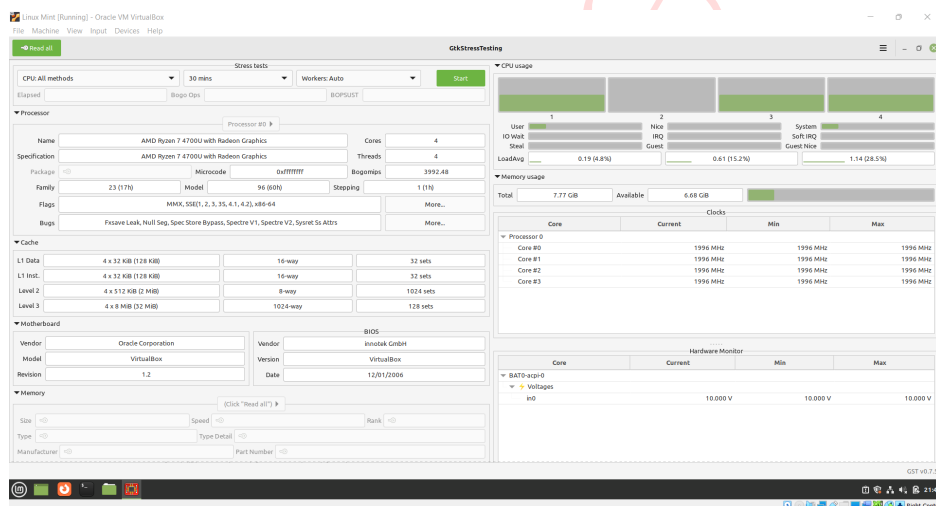 Linux Mint [Running] - Oracle VM VirtualBox
File Machine View Input Devices Help
Read all
GtkStressTesting
Stress tests
CPU: All methods
30 mins
Workers: Auto
Start
Elapsed
Bogo Ops
BOPSUST
Processor
Processor #0
Name AMD Ryzen 7 4700U with Radeon Graphics Cores 4
Specification AMD Ryzen 7 4700U with Radeon Graphics Threads 4
Package Microcode 0xffffffff Bogomips 3992.48
Family 23 (17h) Model 96 (60h) Stepping 1 (1h)
Flags MMX, SSE(1, 2, 3, 3S, 4.1, 4.2), x86-64 More...
Bugs Fxsave Leak, Null Seg, Spec Store Bypass, Spectre V1, Spectre V2, Sysret Ss Attrs More...
Cache
L1 Data 4 x 32 KiB (128 KiB) 16-way 32 sets
L1 Inst. 4 x 32 KiB (128 KiB) 16-way 32 sets
Level 2 4 x 512 KiB (2 MiB) 8-way 1024 sets
Level 3 4 x 8 MiB (32 MiB) 1024-way 128 sets
Motherboard
BIOS
Vendor Oracle Corporation Vendor innotek GmbH
Model VirtualBox Version VirtualBox
Revision 1.2 Date 12/01/2006
Memory
(Click "Read all")
Size Speed Rank
Type Type Detail
Manufacturer Part Number
CPU usage
1 2 3 4
User Nice System
IO Wait IRQ Soft IRQ
Steal Guest Guest Nice
LoadAvg 0.19 (4.8%) 0.61 (15.2%) 1.14 (28.5%)
Memory usage
Total 7.77 GiB Available 6.68 GiB
Clocks
Core Current Min Max
Processor 0
Core #0 1996 MHz 1996 MHz 1996 MHz
Core #1 1996 MHz 1996 MHz 1996 MHz
Core #2 1996 MHz 1996 MHz 1996 MHz
Core #3 1996 MHz 1996 MHz 1996 MHz
Hardware Monitor
Core Current Min Max
BAT0-acpi-0
Voltages
in0 10.000 V 10.000 V 10.000 V
GST v0.7.
21:4
Right